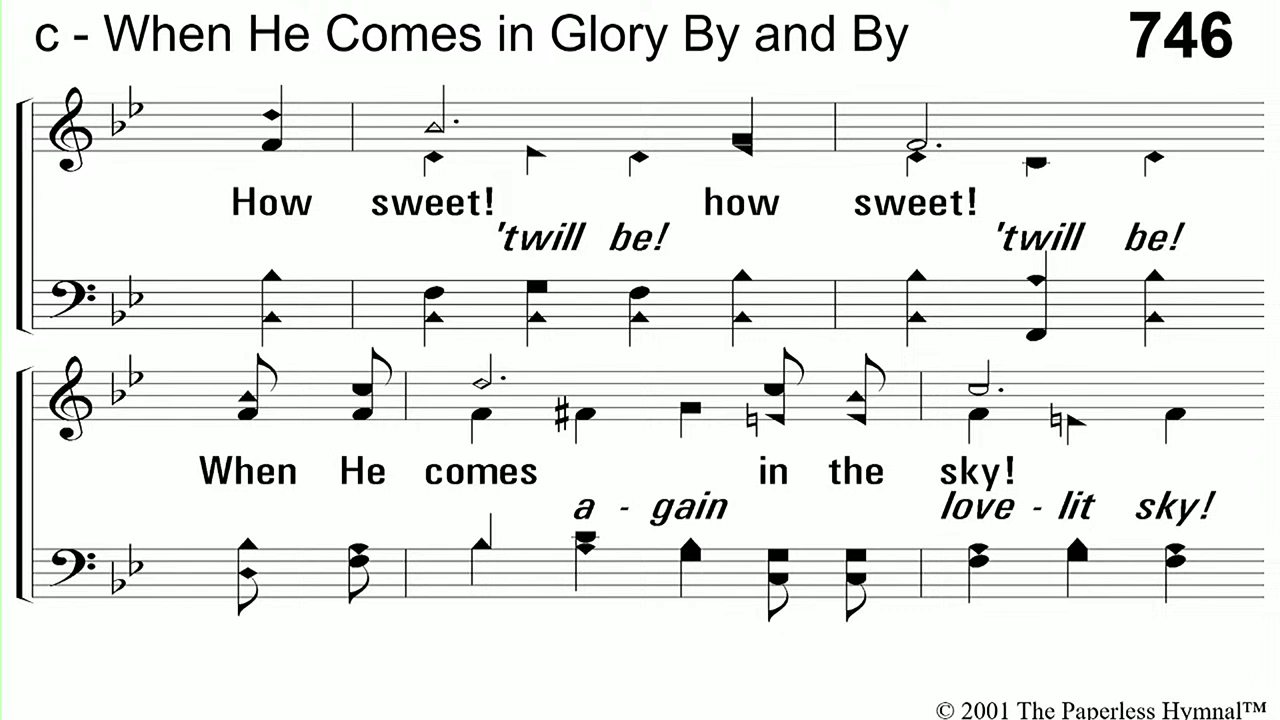 c - When He Comes in Glory By and By 746
How sweet! how sweet!
'twill be! 'twill be!
When He comes in the sky!
a - gain love - lit sky!
© 2001 The Paperless Hymnal™